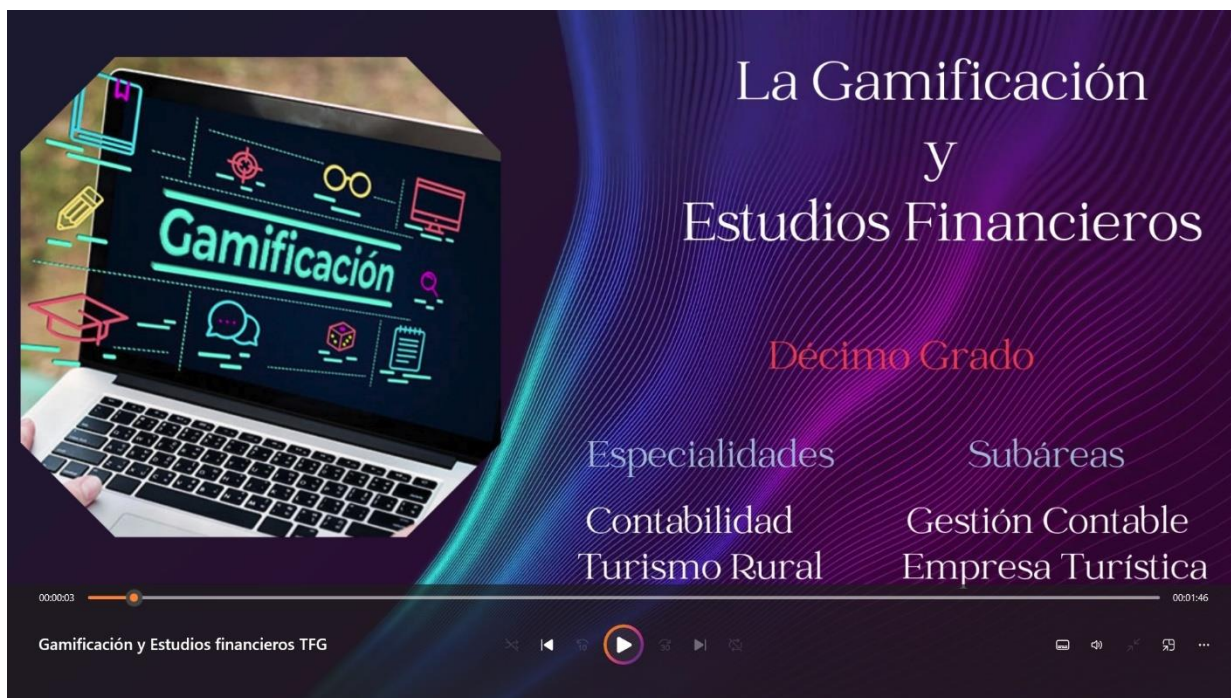 Gamificación
La Gamificación
y
Estudios Financieros
Décimo Grado
Especialidades
Subáreas
Contabilidad
Gestión Contable
Turismo Rural
Empresa Turística
00:00:03
00:01:46
Gamificación y Estudios financieros TFG